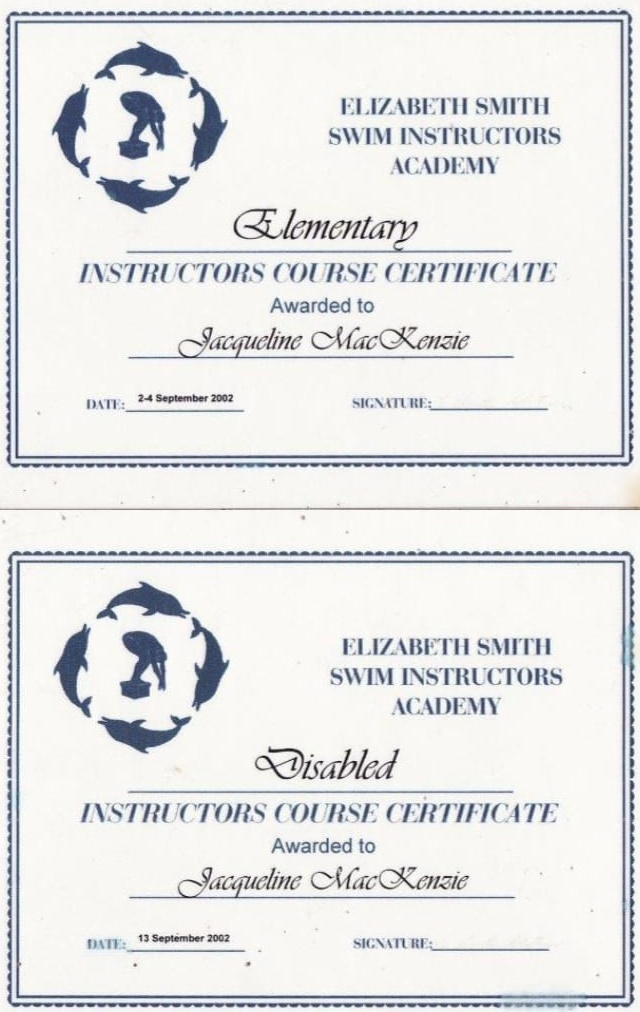 ELIZABETH SMITH
SWIM INSTRUCTORS
ACADEMY
Elementary
INSTRUCTORS COURSE CERTIFICATE
Awarded to
Jacqueline MacKenzie
DATE: 2-4 September 2002 SIGNATURE:
ELIZABETH SMITH
SWIM INSTRUCTORS
ACADEMY
Disabled
INSTRUCTORS COURSE CERTIFICATE
Awarded to
Jacqueline MacKenzie
DATE: 13 September 2002 SIGNATURE: